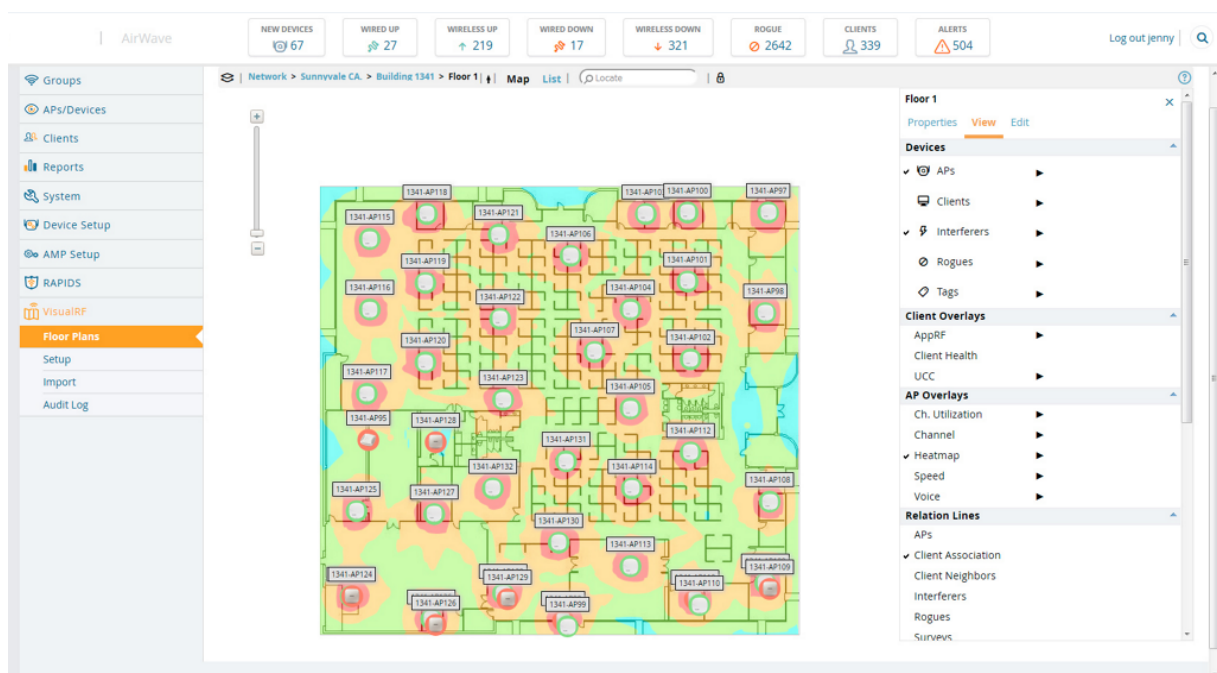 AirWave
NEW DEVICES
67
WIRED UP
27
WIRELESS UP
219
WIRED DOWN
17
WIRELESS DOWN
321
ROGUE
2642
CLIENTS
339
ALERTS
504
Log out jenny
Groups
APs/Devices
Clients
Reports
System
Device Setup
AMP Setup
RAPIDS
VisualRF
Floor Plans
Setup
Import
Audit Log
Network > Sunnyvale CA. > Building 1341 > Floor 1 Map List Locate
1341-AP118
1341-AP100
1341-AP97
1341-AP115
1341-AP121
1341-AP106
1341-AP119
1341-AP101
1341-AP116
1341-AP122
1341-AP104
1341-AP98
1341-AP120
1341-AP107
1341-AP102
1341-AP117
1341-AP123
1341-AP105
1341-AP95
1341-AP128
1341-AP131
1341-AP112
1341-AP132
1341-AP114
1341-AP125
1341-AP127
1341-AP108
1341-AP130
1341-AP113
1341-AP124
1341-AP129
1341-AP109
1341-AP110
1341-AP126
1341-AP99
Floor 1
Properties View Edit
Devices
APs
Clients
Interferers
Rogues
Tags
Client Overlays
AppRF
Client Health
UCC
AP Overlays
Ch. Utilization
Channel
Heatmap
Speed
Voice
Relation Lines
APs
Client Association
Client Neighbors
Interferers
Rogues
Surveys